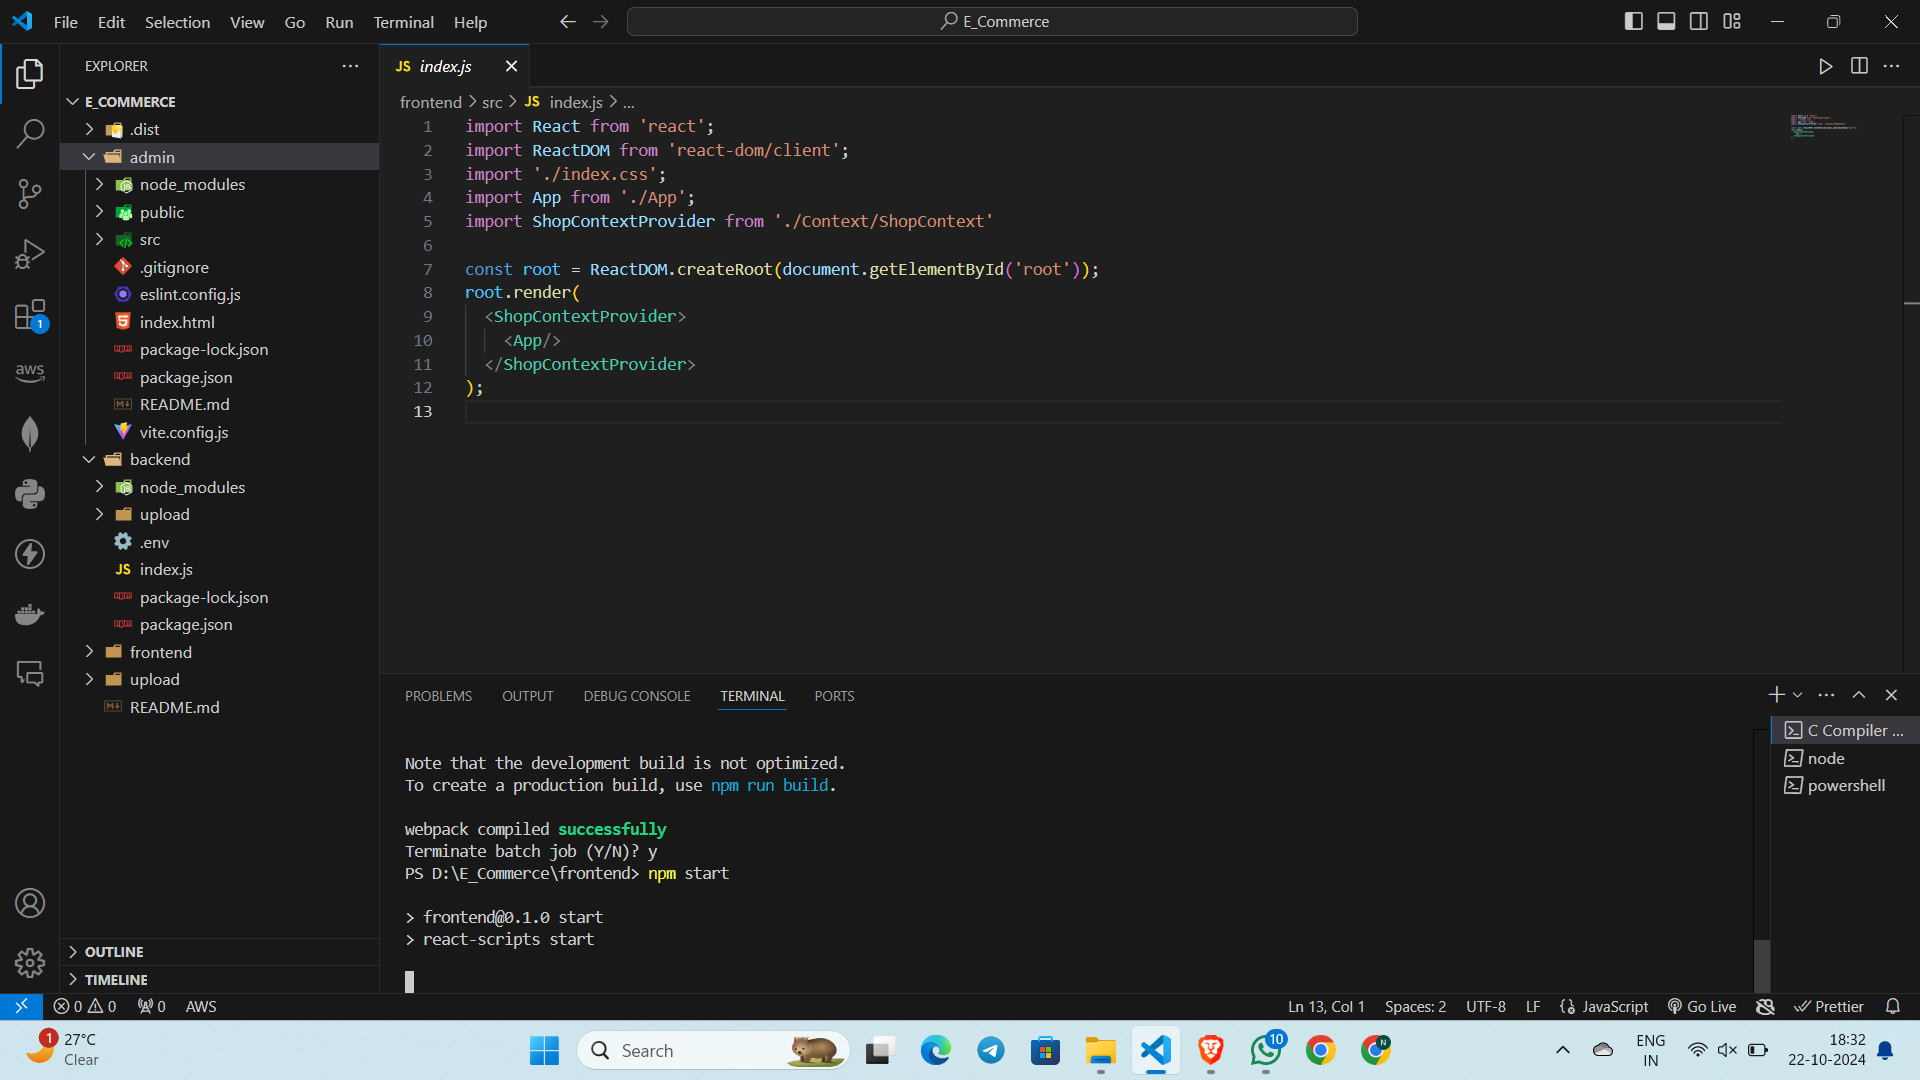 File Edit Selection View Go Run Terminal Help
E_Commerce
EXPLORER
E_COMMERCE
.dist
admin
node_modules
public
src
.gitignore
eslint.config.js
index.html
package-lock.json
package.json
README.md
vite.config.js
backend
node_modules
upload
.env
JS index.js
package-lock.json
package.json
frontend
upload
README.md
OUTLINE
TIMELINE
1
aws
JS index.js
frontend > src > JS index.js > ...
1 import React from 'react';
2 import ReactDOM from 'react-dom/client';
3 import './index.css';
4 import App from './App';
5 import ShopContextProvider from './Context/ShopContext'
6
7 const root = ReactDOM.createRoot(document.getElementById('root'));
8 root.render(
9 <ShopContextProvider>
10 <App/>
11 </ShopContextProvider>
12 );
13
PROBLEMS OUTPUT DEBUG CONSOLE TERMINAL PORTS
Note that the development build is not optimized.
To create a production build, use npm run build.
webpack compiled successfully
Terminate batch job (Y/N)? y
PS D:\E_Commerce\frontend> npm start
> frontend@0.1.0 start
> react-scripts start
C Compiler ...
node
powershell
0 0 0 AWS
Ln 13, Col 1 Spaces: 2 UTF-8 LF JavaScript Go Live Prettier
1 27°C
Clear
Search
10
N
ENG
IN
18:32
22-10-2024